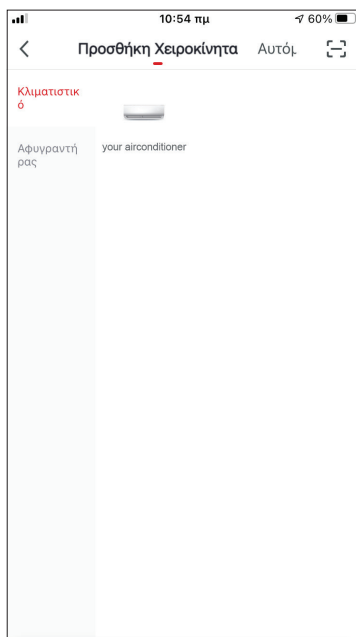 10:54 πμ
60%
Προσθήκη Χειροκίνητα
Αυτόμ
Κλιματιστικ
ό
your airconditioner
Αφυγραντή
ρας